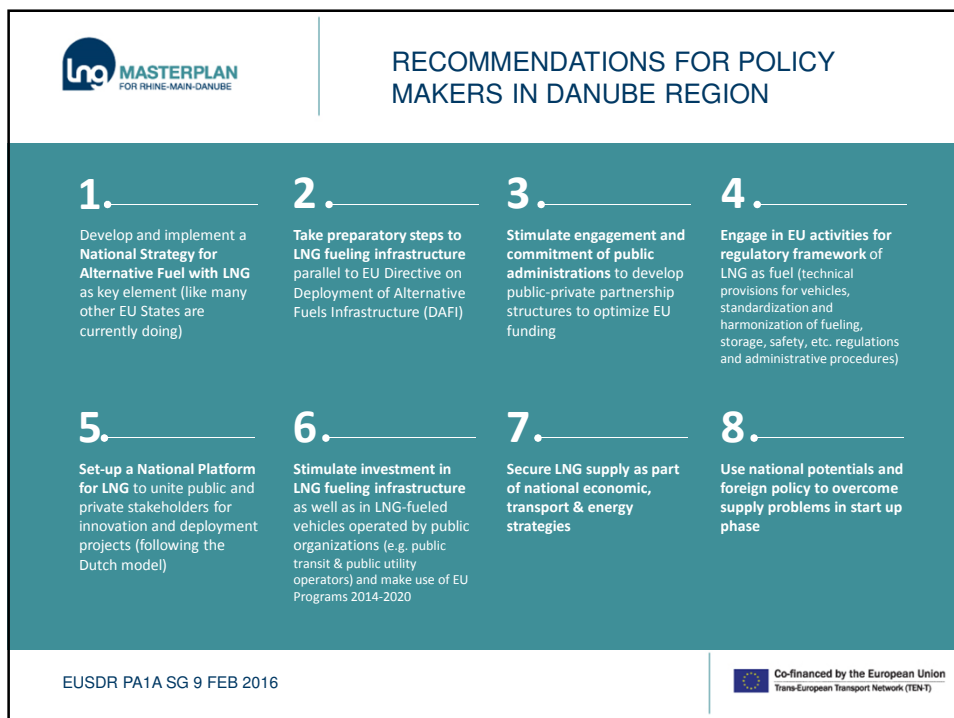 lng MASTERPLAN
FOR RHINE-MAIN-DANUBE
RECOMMENDATIONS FOR POLICY
MAKERS IN DANUBE REGION
1.
Develop and implement a
National Strategy for
Alternative Fuel with LNG
as key element (like many
other EU States are
currently doing)
2.
Take preparatory steps to
LNG fueling infrastructure
parallel to EU Directive on
Deployment of Alternative
Fuels Infrastructure (DAFI)
3.
Stimulate engagement and
commitment of public
administrations to develop
public-private partnership
structures to optimize EU
funding
4.
Engage in EU activities for
regulatory framework of
LNG as fuel (technical
provisions for vehicles,
standardization and
harmonization of fueling,
storage, safety, etc. regulations
and administrative procedures)
5.
Set-up a National Platform
for LNG to unite public and
private stakeholders for
innovation and deployment
projects (following the
Dutch model)
6.
Stimulate investment in
LNG fueling infrastructure
as well as in LNG-fueled
vehicles operated by public
organizations (e.g. public
transit & public utility
operators) and make use of EU
Programs 2014-2020
7.
Secure LNG supply as part
of national economic,
transport & energy
strategies
8.
Use national potentials and
foreign policy to overcome
supply problems in start up
phase
EUSDR PA1A SG 9 FEB 2016
Co-financed by the European Union
Trans-European Transport Network (TEN-T)